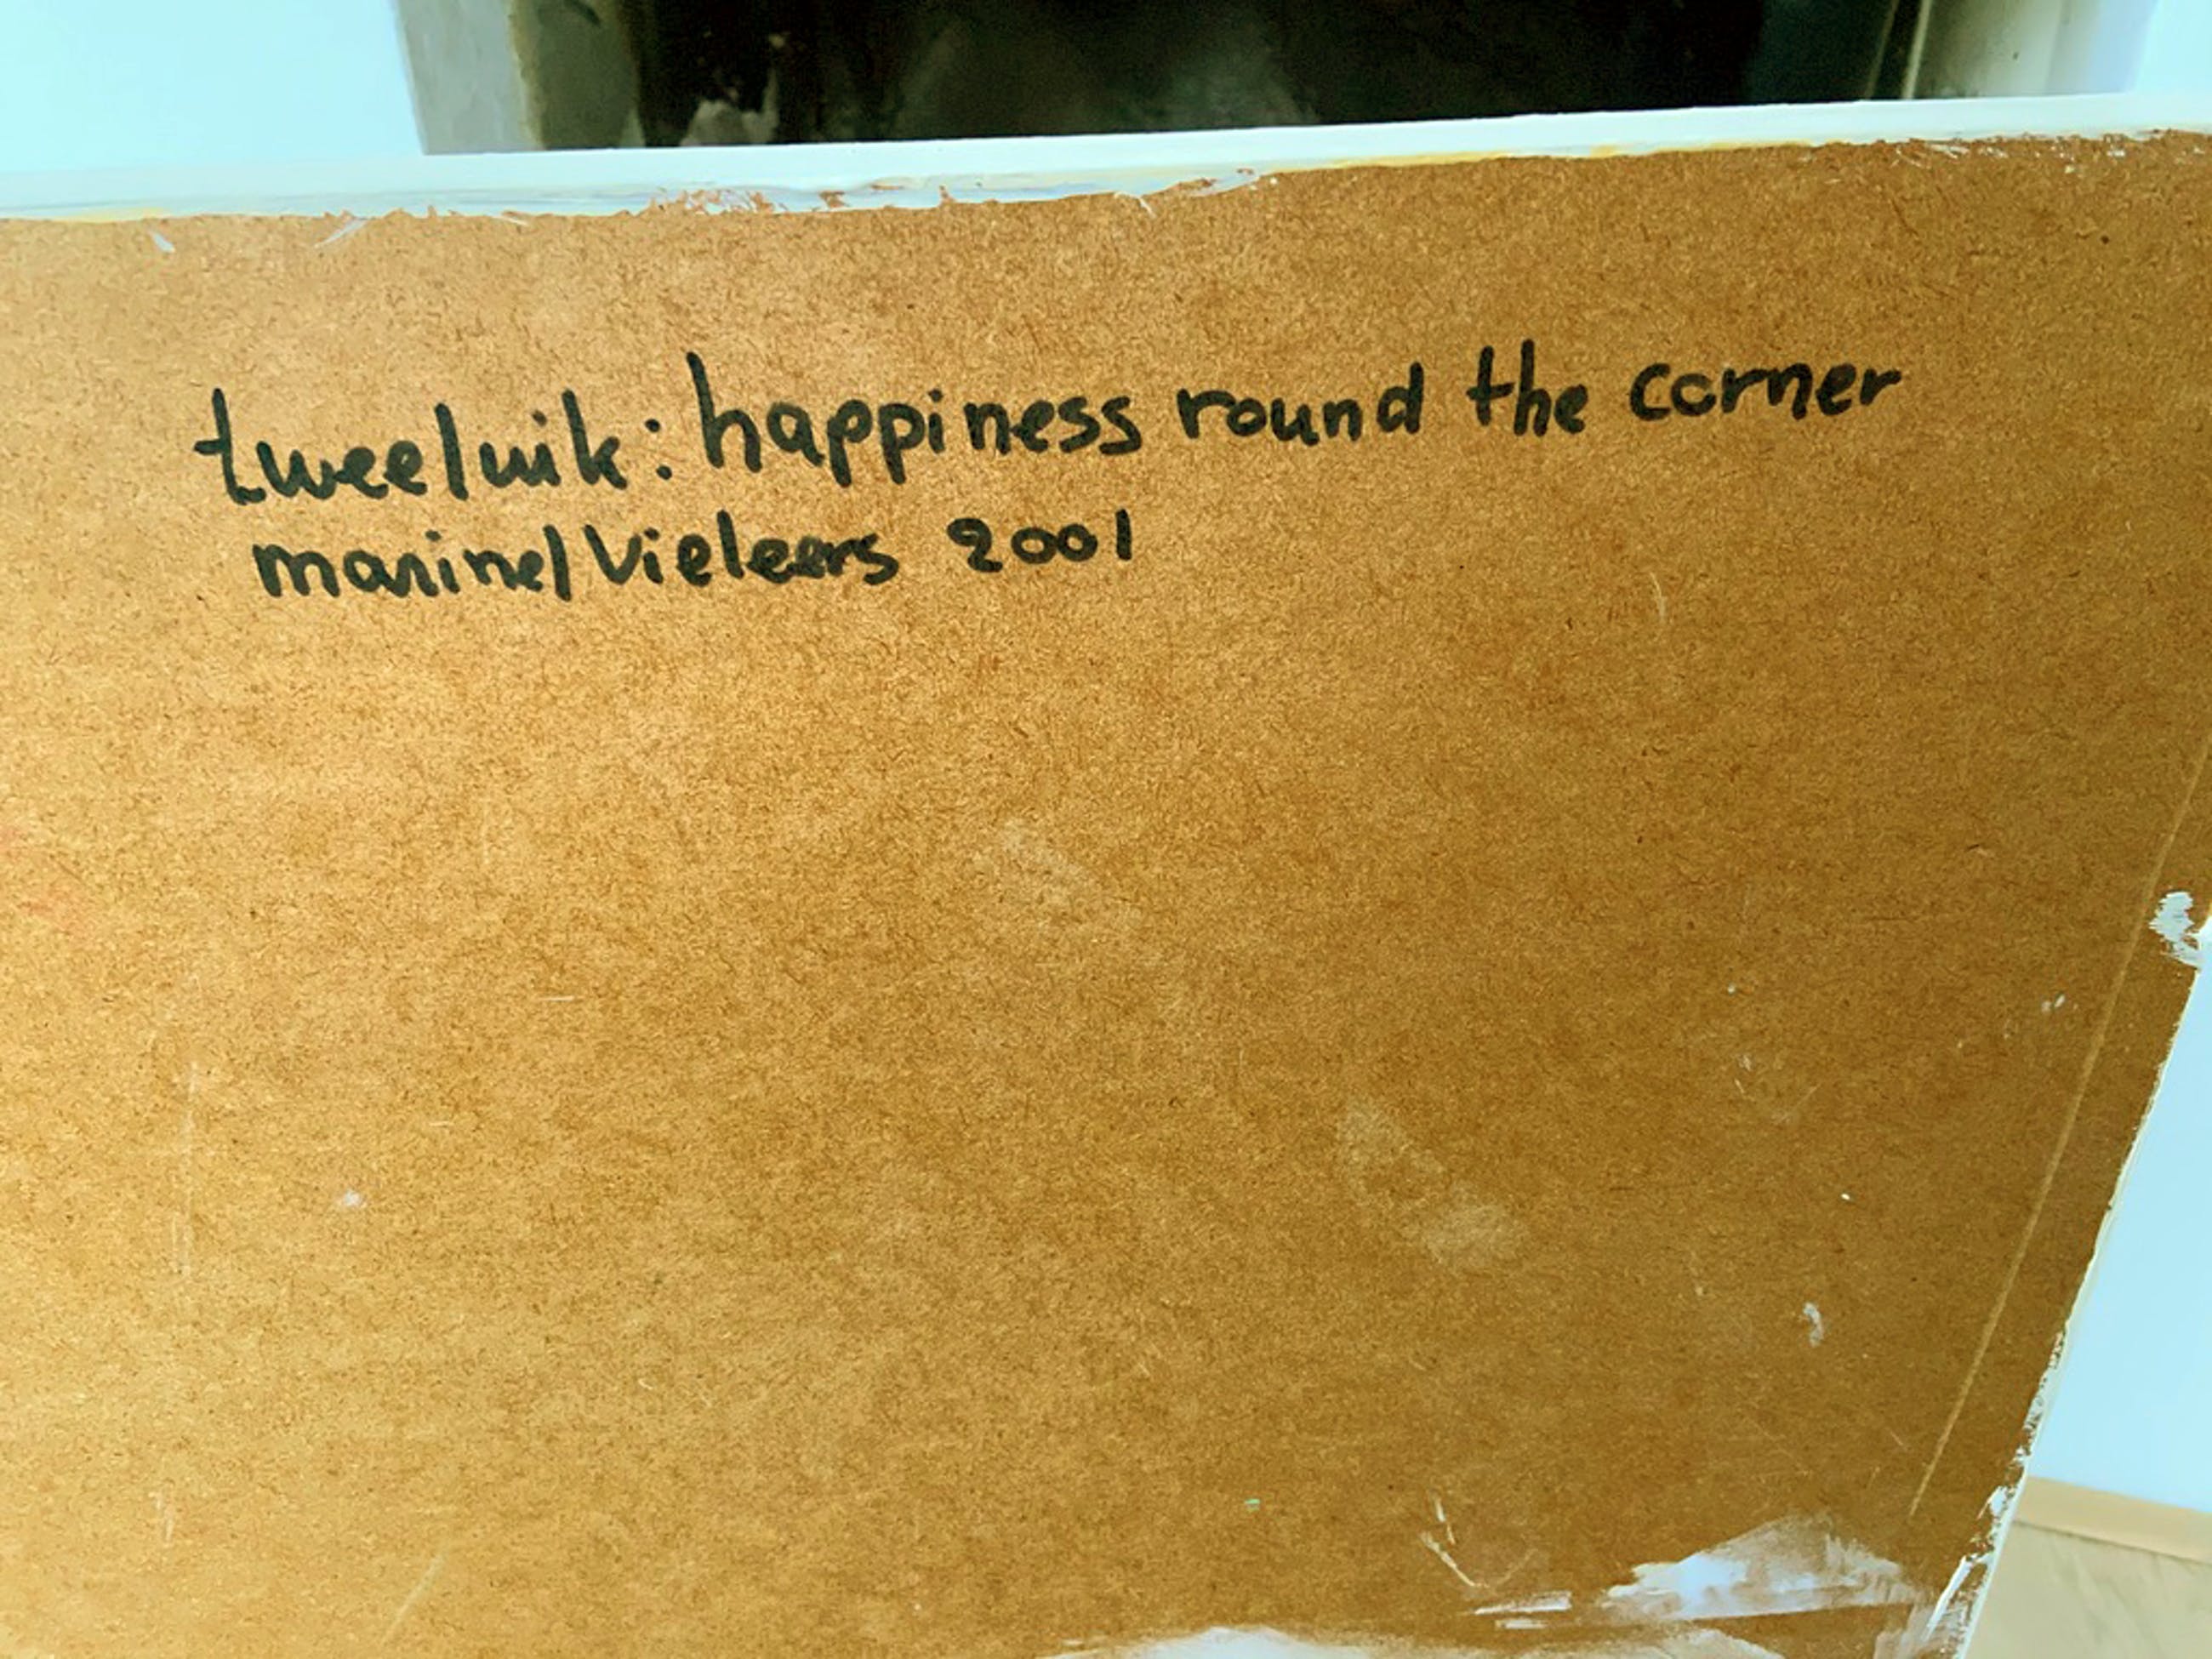 tweeluik: happiness round the corner
marinel Vieleers 2001